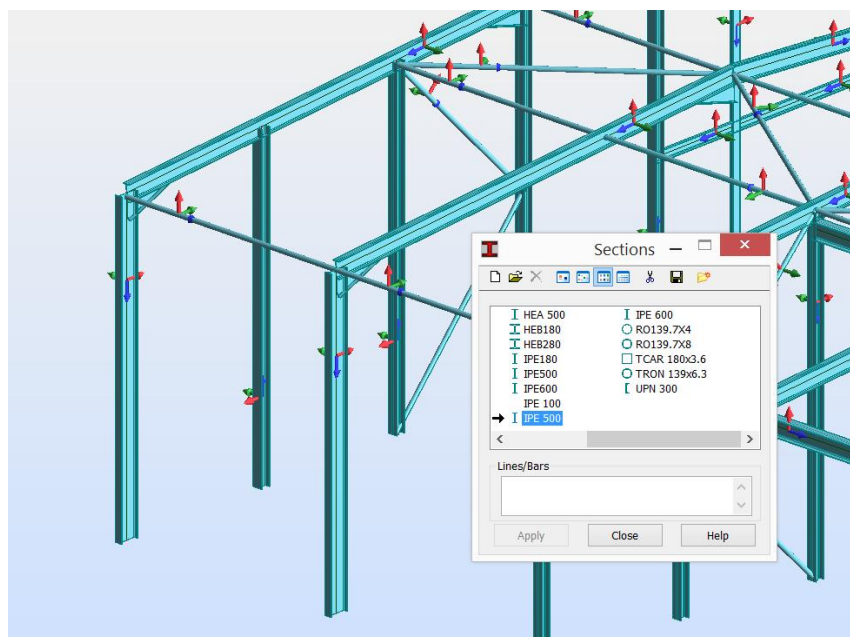 Sections
HEA 500
HEB180
HEB280
IPE180
IPE500
IPE600
IPE 100
IPE 500
IPE 600
RO139.7X4
RO139.7X8
TCAR 180x3.6
TRON 139x6.3
UPN 300
Lines/Bars
Apply
Close
Help